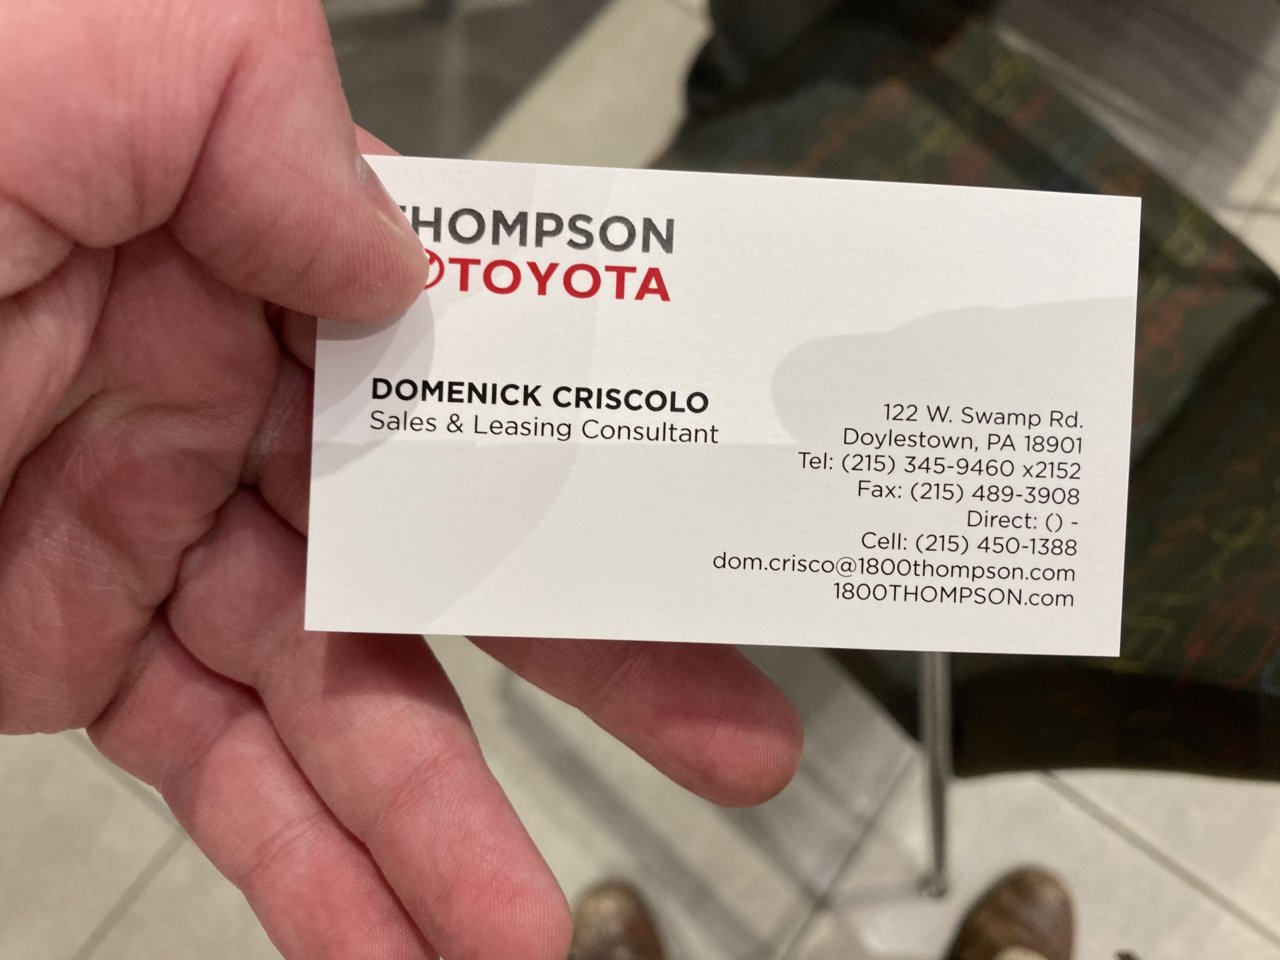 THOMPSON
TOYOTA
DOMENICK CRISCOLO
Sales & Leasing Consultant
122 W. Swamp Rd.
Doylestown, PA 18901
Tel: (215) 345-9460 x2152
Fax: (215) 489-3908
Direct: () -
Cell: (215) 450-1388
dom.crisco@1800thompson.com
1800THOMPSON.com